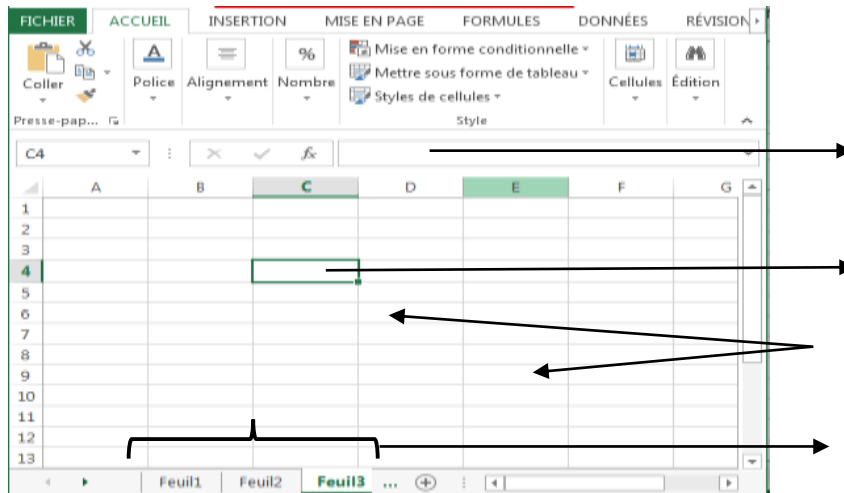 FICHIER ACCUEIL INSERTION MISE EN PAGE FORMULES DONNÉES RÉVISION
Coller Police Alignement Nombre Mise en forme conditionnelle Cellules Édition
Mettre sous forme de tableau
Styles de cellules
Presse-pap... Style
C4 fx
A B C D E F G
1
2
3
4
5
6
7
8
9
10
11
12
13
Feuil1 Feuil2 Feuil3 ...